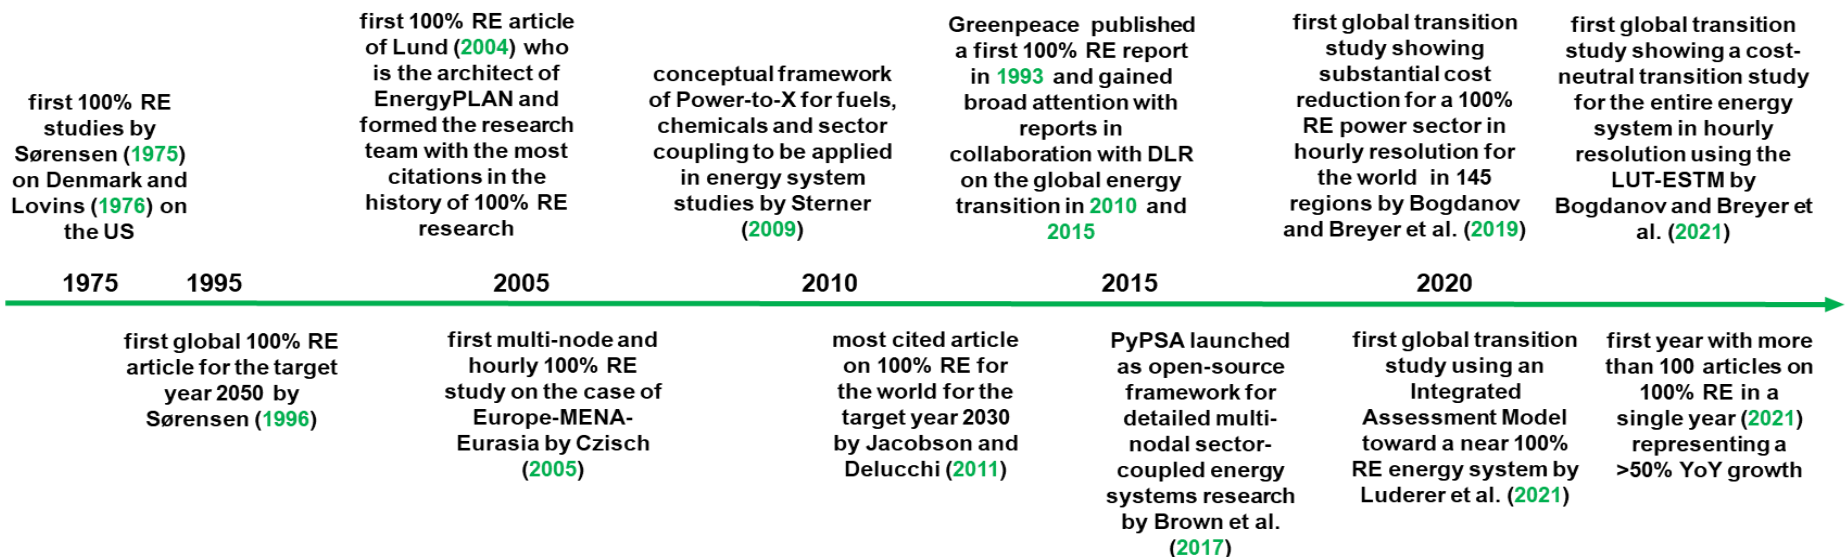 first 100% RE
studies by
Sørensen (1975)
on Denmark and
Lovins (1976) on
the US
first 100% RE article
of Lund (2004) who
is the architect of
EnergyPLAN and
formed the research
team with the most
citations in the
history of 100% RE
research
conceptual framework
of Power-to-X for fuels,
chemicals and sector
coupling to be applied
in energy system
studies by Sterner
(2009)
Greenpeace published
a first 100% RE report
in 1993 and gained
broad attention with
reports in
collaboration with DLR
on the global energy
transition in 2010 and
2015
first global transition
study showing
substantial cost
reduction for a 100%
RE power sector in
hourly resolution for
the world in 145
regions by Bogdanov
and Breyer et al. (2019)
first global transition
study showing a cost-
neutral transition study
for the entire energy
system in hourly
resolution using the
LUT-ESTM by
Bogdanov and Breyer et
al. (2021)
1975 1995 2005 2010 2015 2020
first global 100% RE
article for the target
year 2050 by
Sørensen (1996)
first multi-node and
hourly 100% RE
study on the case of
Europe-MENA-
Eurasia by Czisch
(2005)
most cited article
on 100% RE for
the world for the
target year 2030
by Jacobson and
Delucchi (2011)
PyPSA launched
as open-source
framework for
detailed multi-
nodal sector-
coupled energy
systems research
by Brown et al.
(2017)
first global transition
study using an
Integrated
Assessment Model
toward a near 100%
RE energy system by
Luderer et al. (2021)
first year with more
than 100 articles on
100% RE in a
single year (2021)
representing a
>50% YoY growth